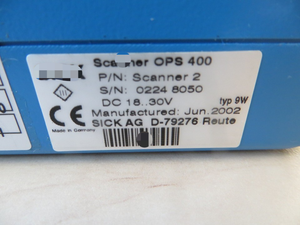 Scanner OPS 400
P/N: Scanner 2
S/N: 0224 8050
DC 18...30V typ 9W
Manufactured: Jun.2002
SICK AG D-79276 Reute
Made in Germany